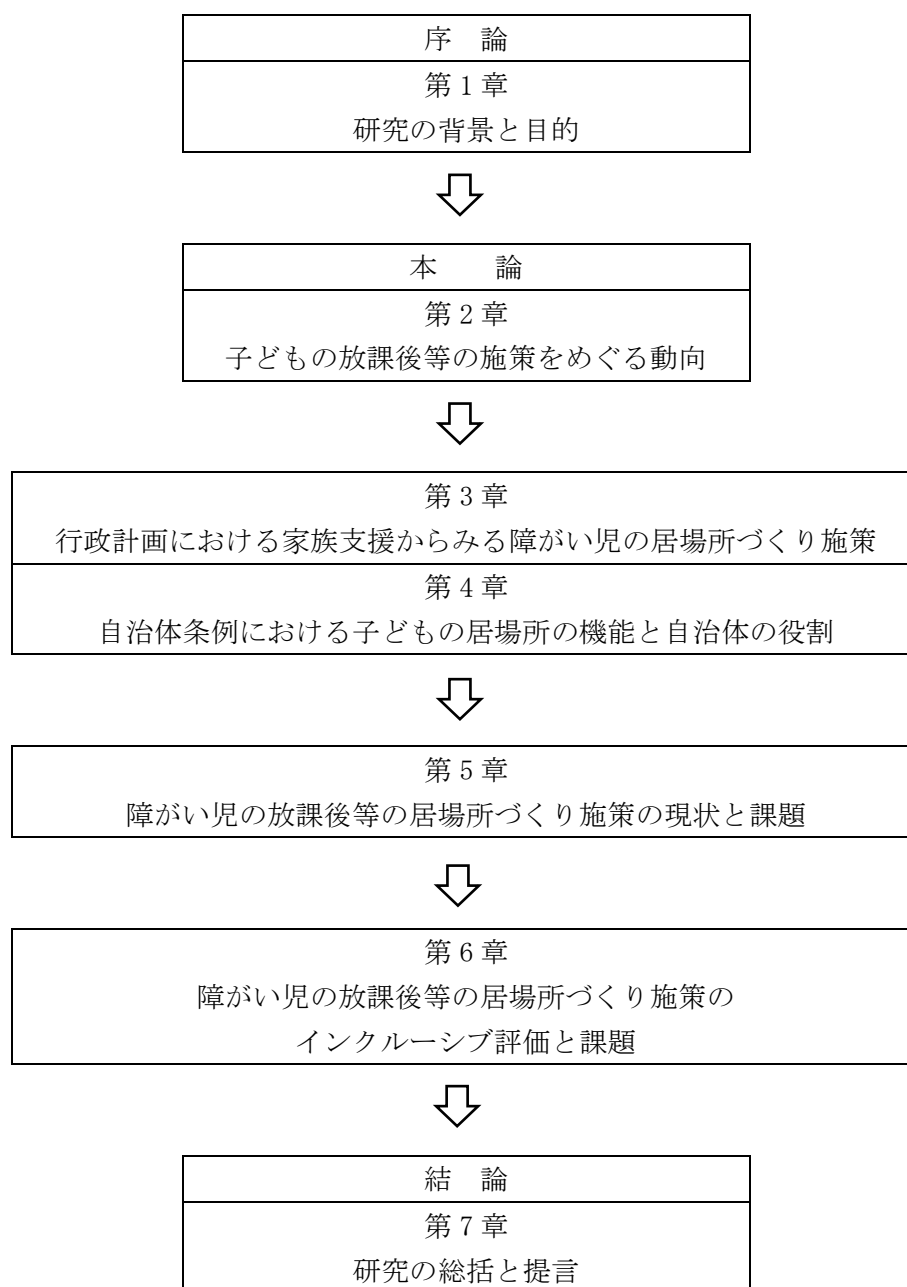 序　論
第１章
研究の背景と目的
本　　論
第２章
子どもの放課後等の施策をめぐる動向
第３章
行政計画における家族支援からみる障がい児の居場所づくり施策
第４章
自治体条例における子どもの居場所の機能と自治体の役割
第５章
障がい児の放課後等の居場所づくり施策の現状と課題
第６章
障がい児の放課後等の居場所づくり施策の
インクルーシブ評価と課題
結　論
第７章
研究の総括と提言